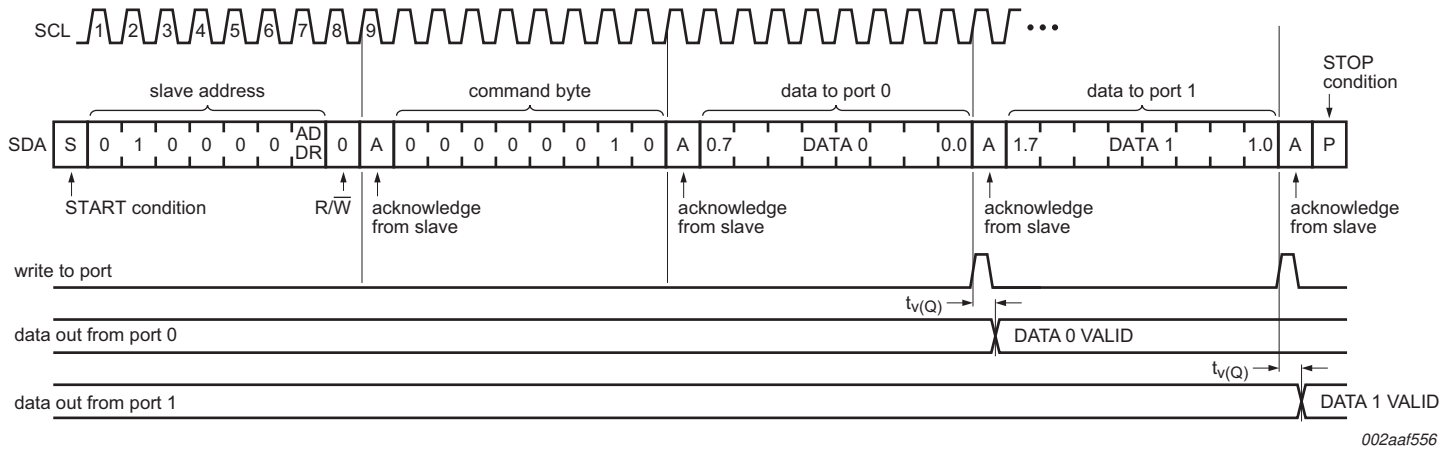 SCL 1 2 3 4 5 6 7 8 9 •••
STOP
condition
slave address command byte data to port 0 data to port 1
SDA S 0 1 0 0 0 0 AD DR 0 A 0 0 0 0 0 0 1 0 A 0.7 DATA 0 0.0 A 1.7 DATA 1 1.0 A P
START condition R/W̅ acknowledge from slave acknowledge from slave acknowledge from slave acknowledge from slave
write to port
tv(Q)
data out from port 0 DATA 0 VALID
tv(Q)
data out from port 1 DATA 1 VALID
002aaf556